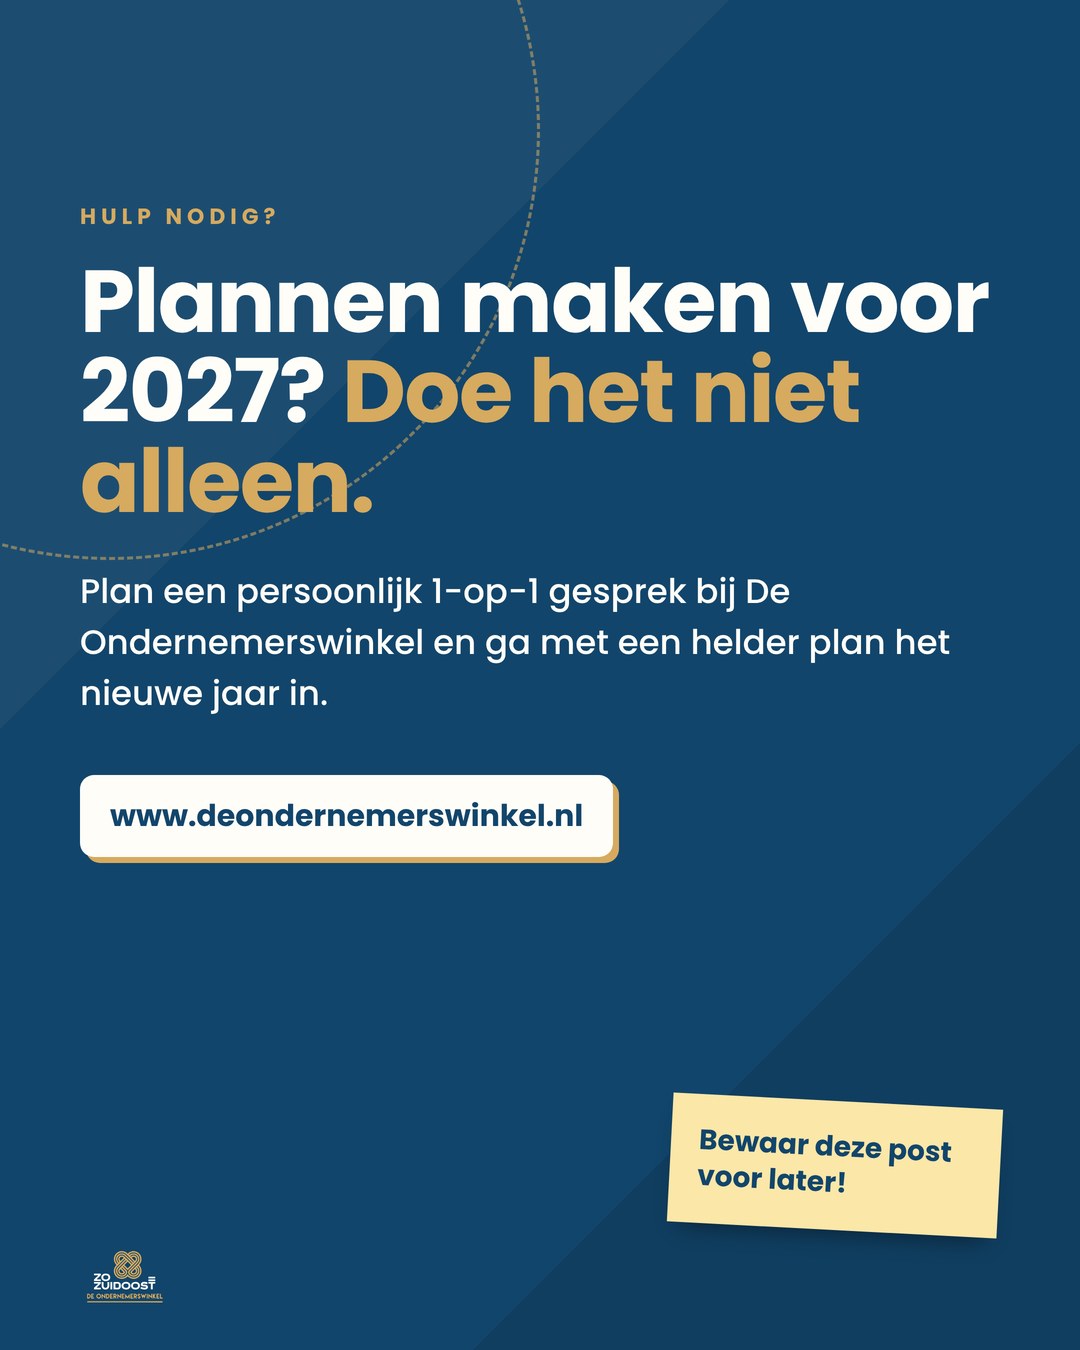 HULP NODIG?
Plannen maken voor
2027? Doe het niet
alleen.
Plan een persoonlijk 1-op-1 gesprek bij De
Ondernemerswinkel en ga met een helder plan het
nieuwe jaar in.
www.deondernemerswinkel.nl
Bewaar deze post
voor later!
ZO
ZUIDOOST
DE ONDERNEMERSWINKEL